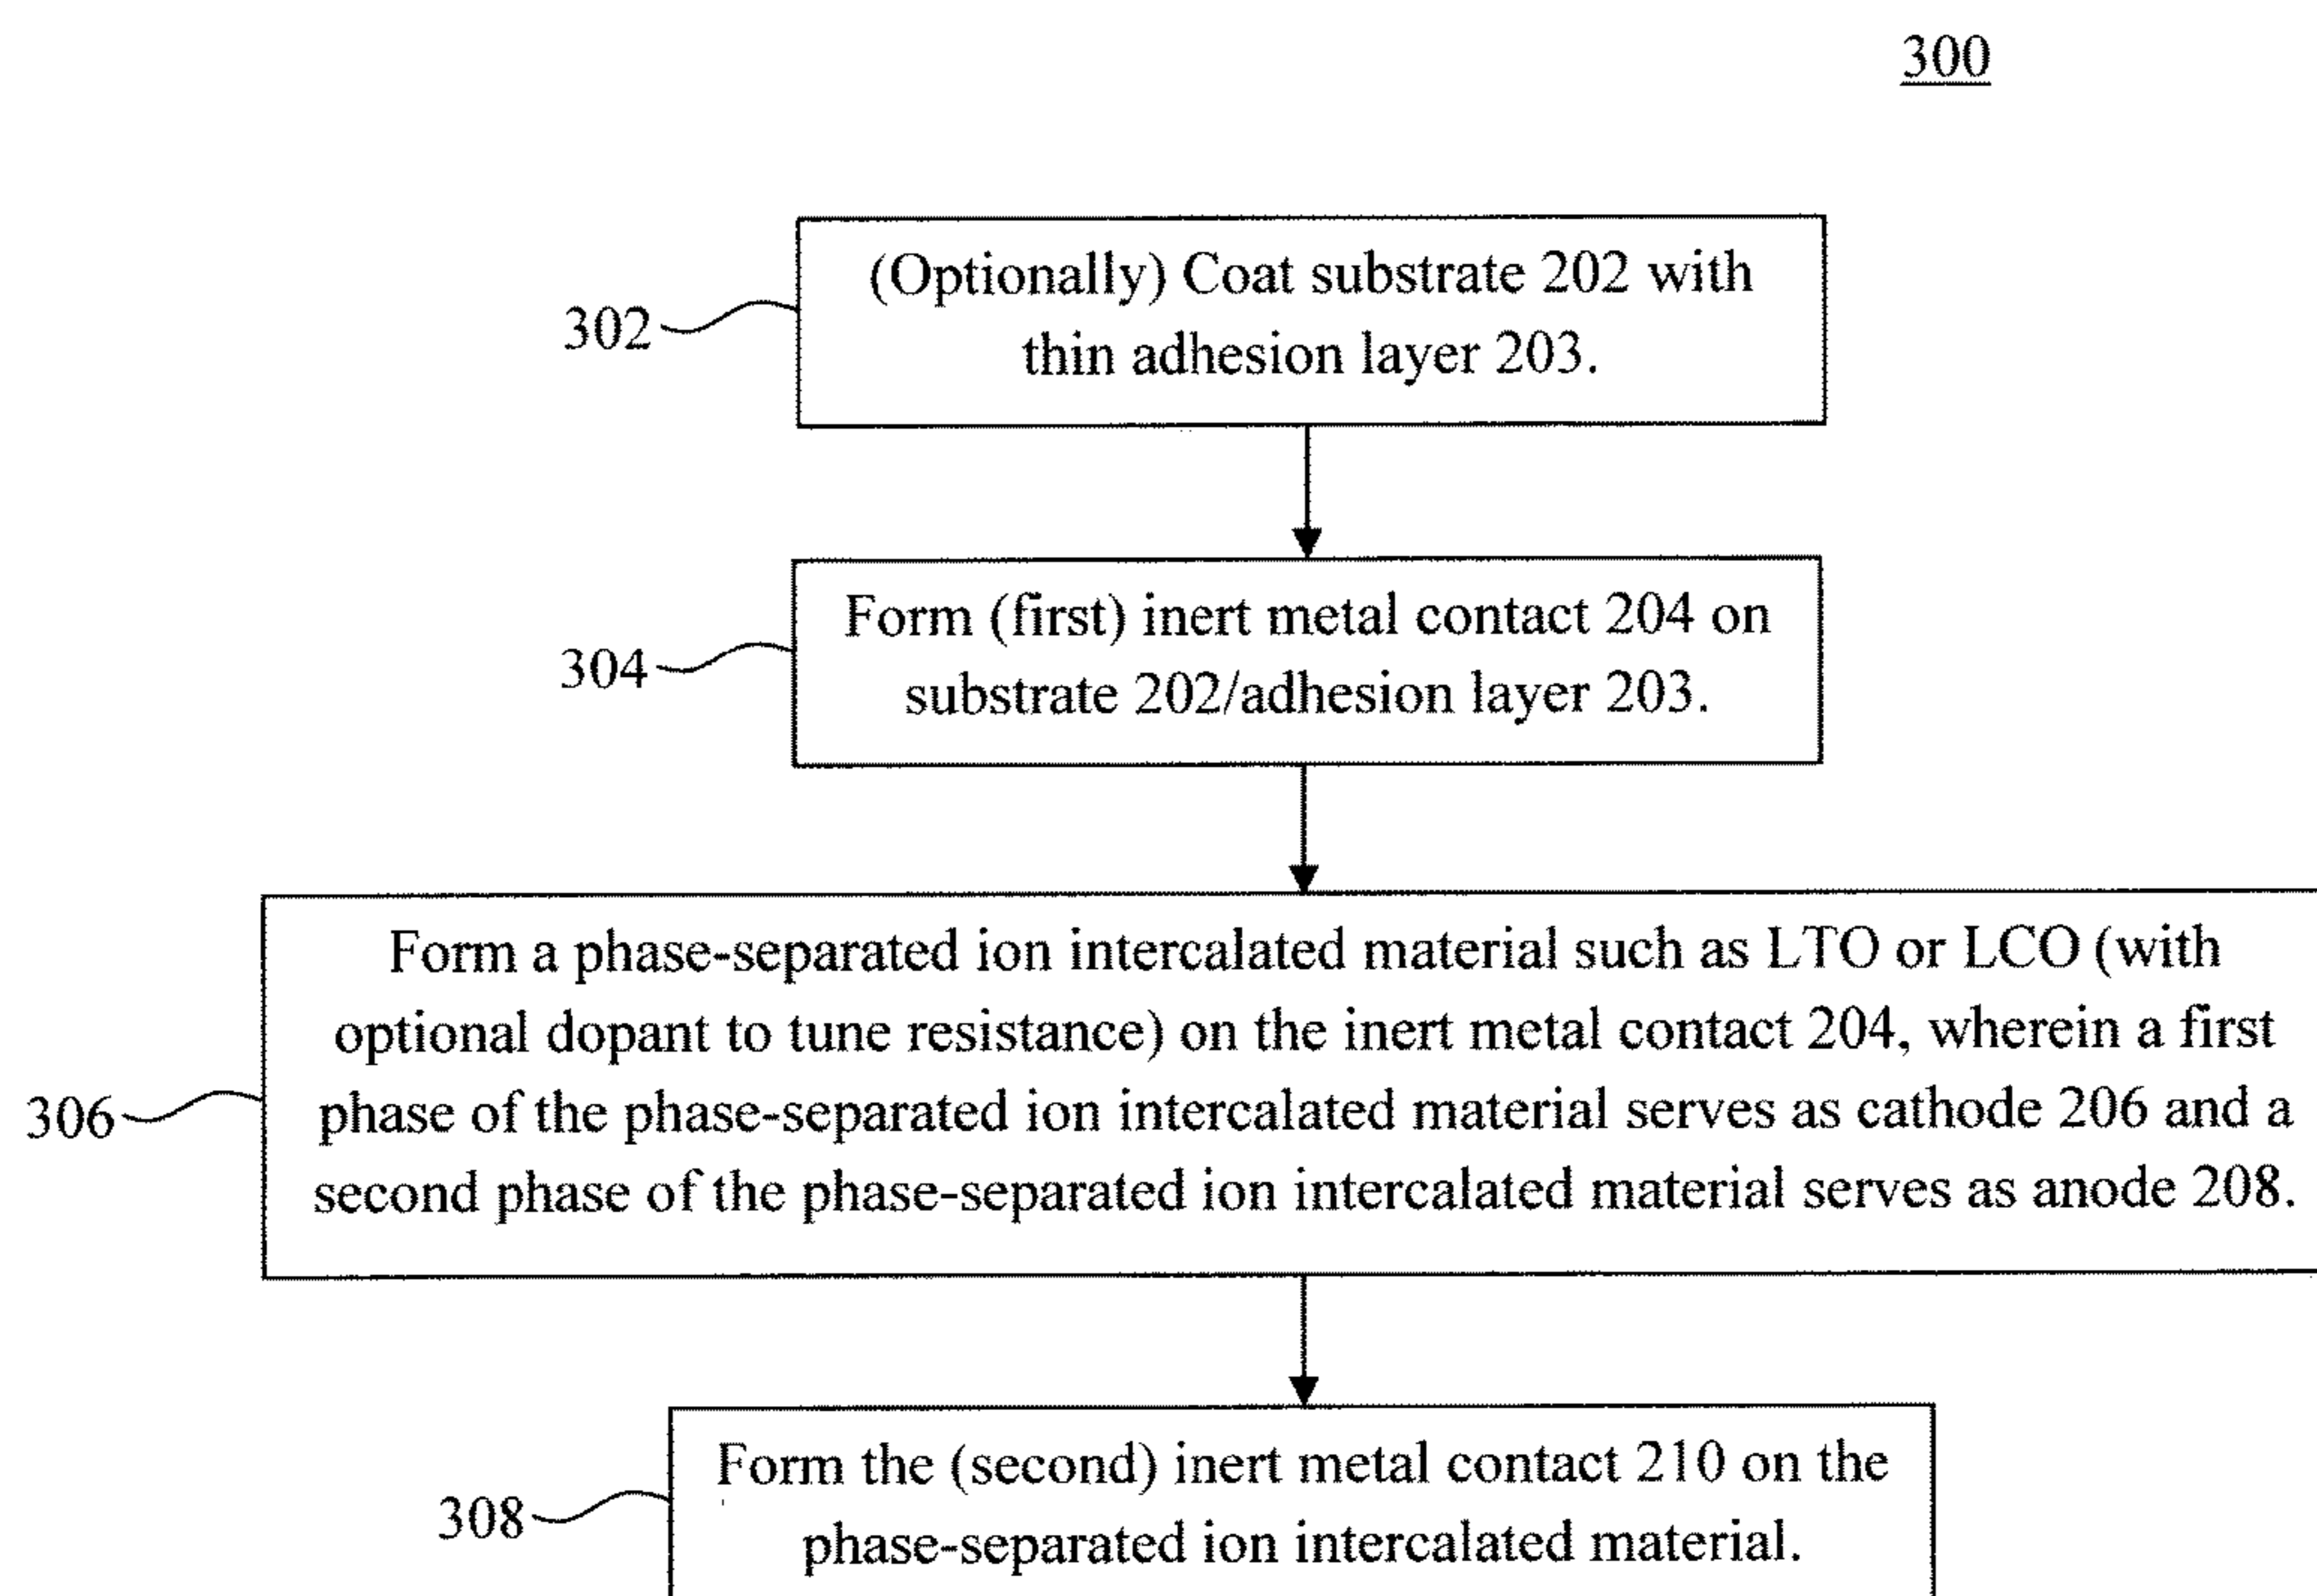 300
(Optionally) Coat substrate 202 with
thin adhesion layer 203.
302
Form (first) inert metal contact 204 on
substrate 202/adhesion layer 203.
304
Form a phase-separated ion intercalated material such as LTO or LCO (with
optional dopant to tune resistance) on the inert metal contact 204, wherein a first
phase of the phase-separated ion intercalated material serves as cathode 206 and a
second phase of the phase-separated ion intercalated material serves as anode 208.
306
Form the (second) inert metal contact 210 on the
phase-separated ion intercalated material.
308